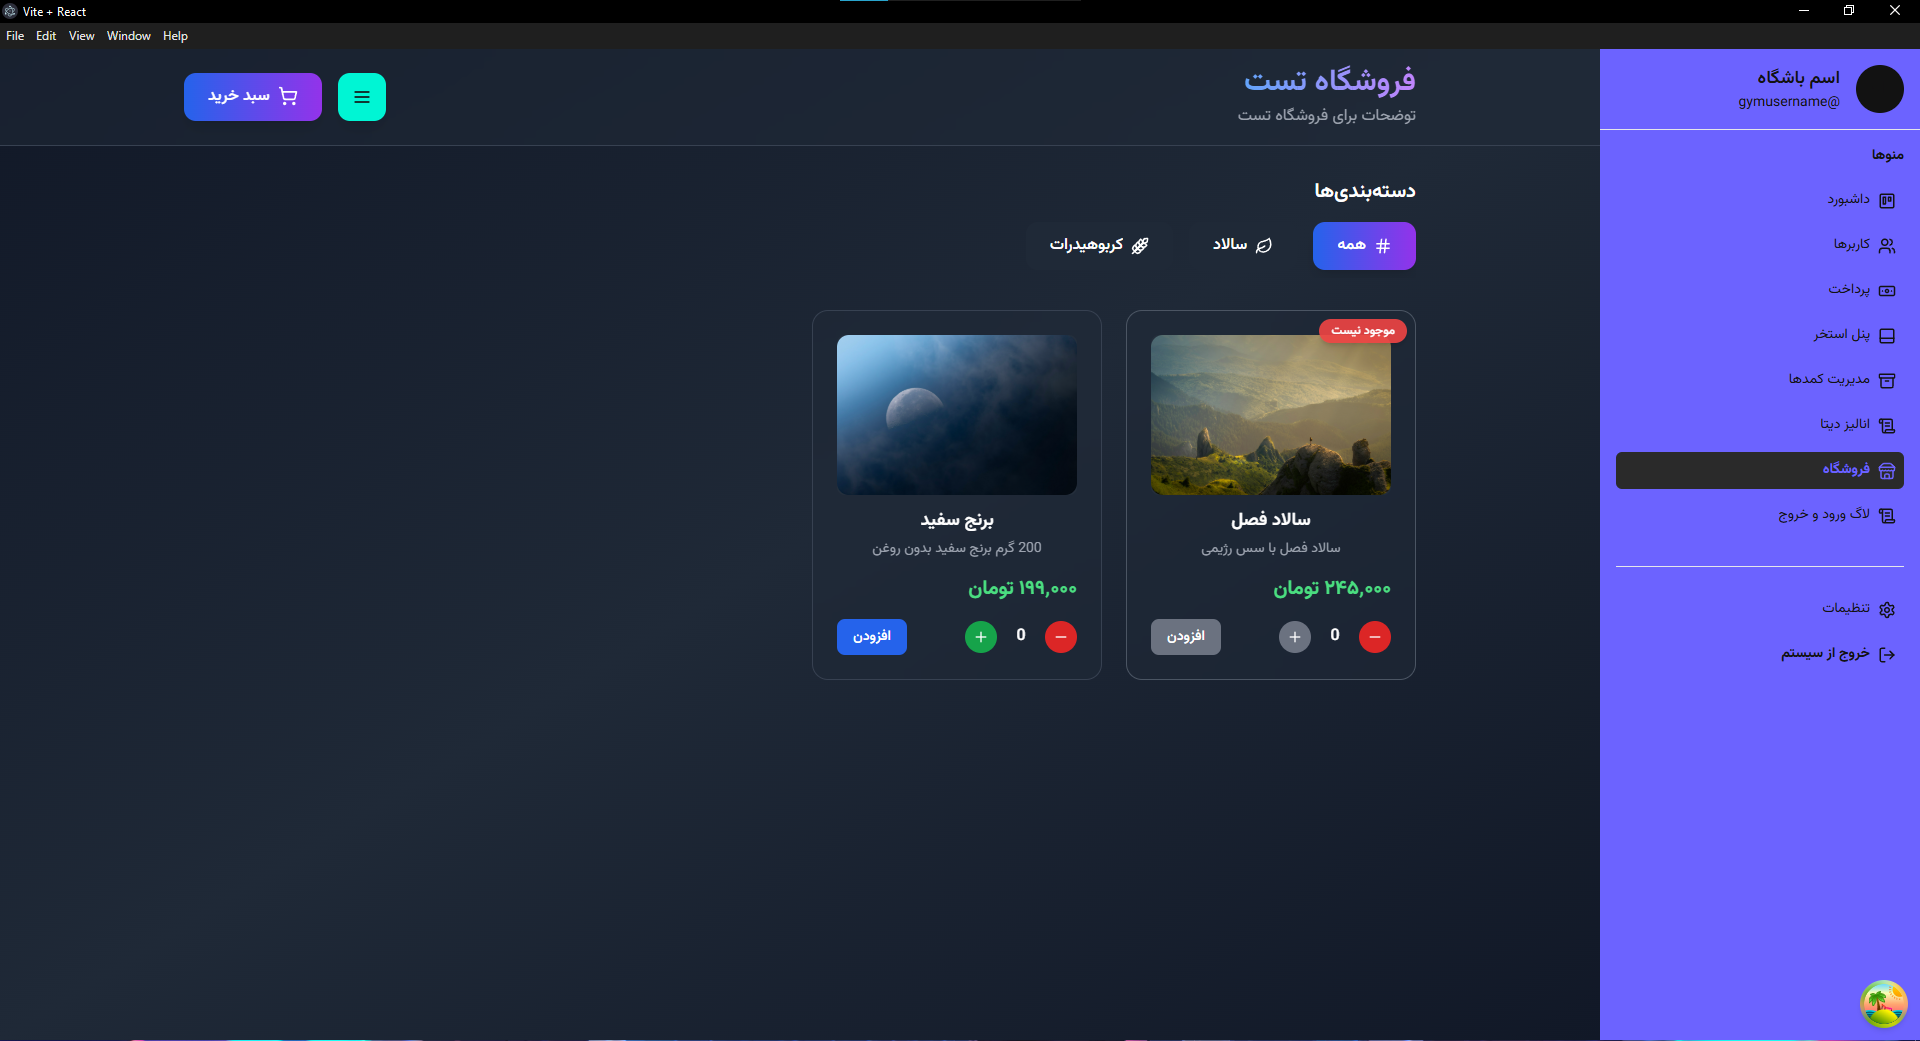 Vite + React
File Edit View Window Help
اسم باشگاه
@gymusername
منوها
داشبورد
کاربرها
پرداخت
پنل استخر
مدیریت کمدها
انالیز دیتا
فروشگاه
لاگ ورود و خروج
تنظیمات
خروج از سیستم
فروشگاه تست
توضحات برای فروشگاه تست
سبد خرید
دسته‌بندی‌ها
همه
سالاد
کربوهیدرات
موجود نیست
سالاد فصل
سالاد فصل با سس رژیمی
۲۴۵,۰۰۰ تومان
0
افزودن
برنج سفید
200 گرم برنج سفید بدون روغن
۱۹۹,۰۰۰ تومان
0
افزودن